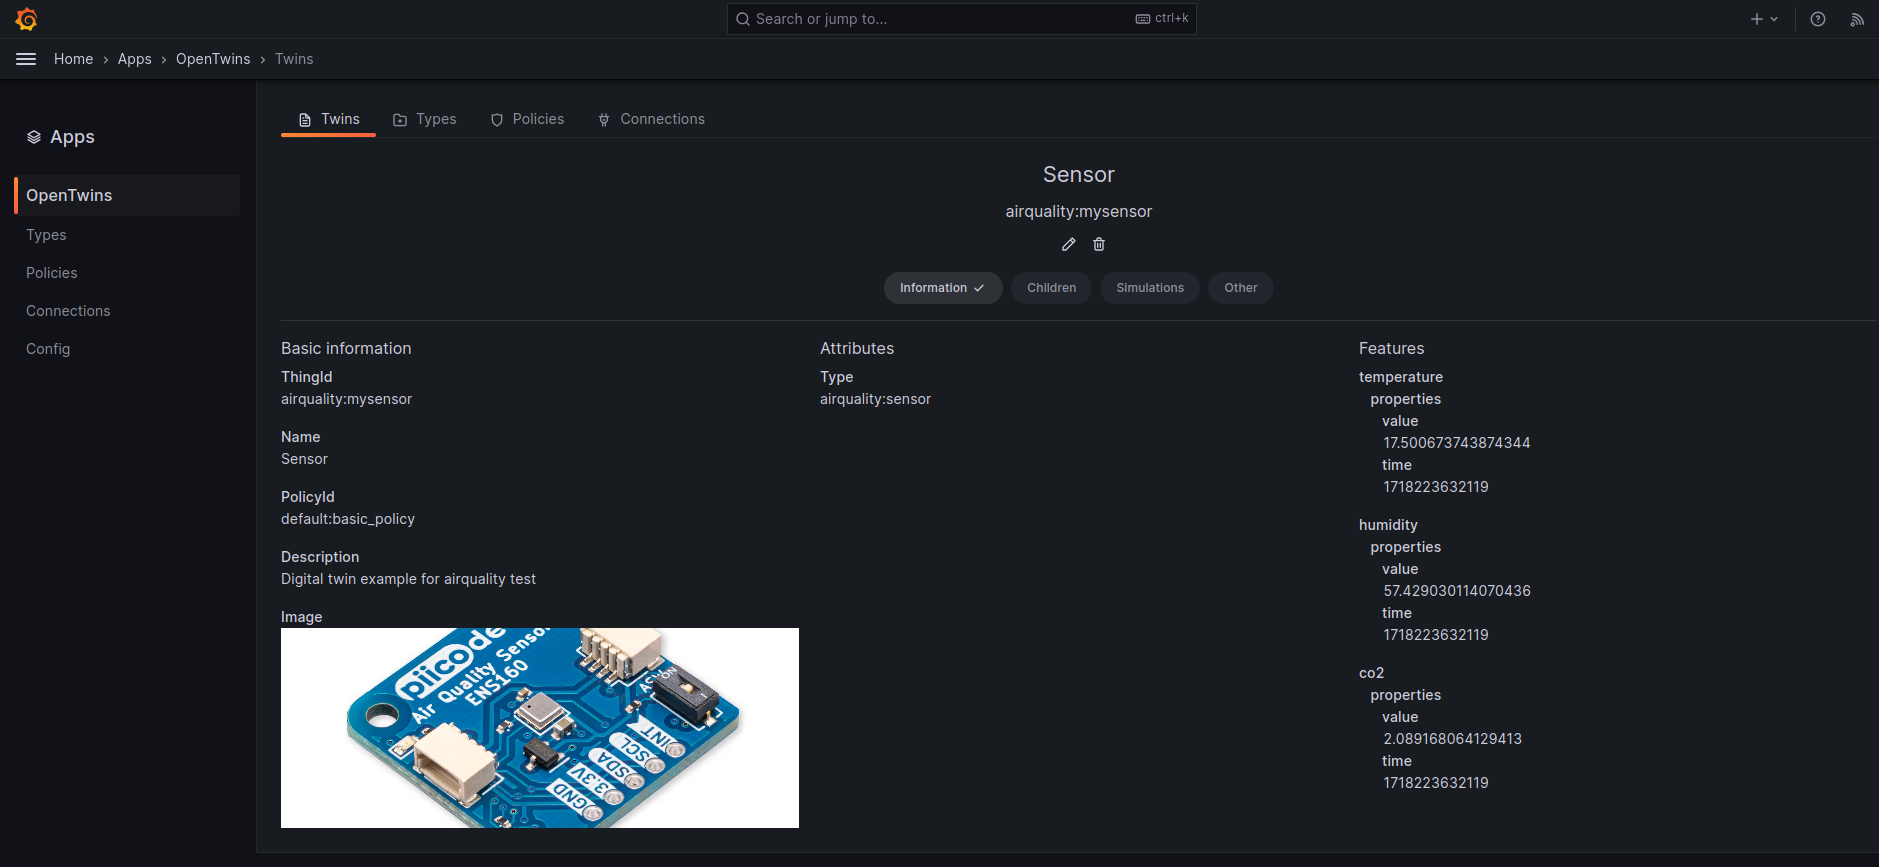 Search or jump to...
ctrl+k
Home › Apps › OpenTwins › Twins
Apps
OpenTwins
Types
Policies
Connections
Config
Twins
Types
Policies
Connections
Sensor
airquality:mysensor
Information
Children
Simulations
Other
Basic information
ThingId
airquality:mysensor
Name
Sensor
PolicyId
default:basic_policy
Description
Digital twin example for airquality test
Image
piicode
Air Quality Sensor
ENS160
ON
1
INT
SCL
SDA
3.3V
GND
Attributes
Type
airquality:sensor
Features
temperature
properties
value
17.500673743874344
time
1718223632119
humidity
properties
value
57.429030114070436
time
1718223632119
co2
properties
value
2.089168064129413
time
1718223632119